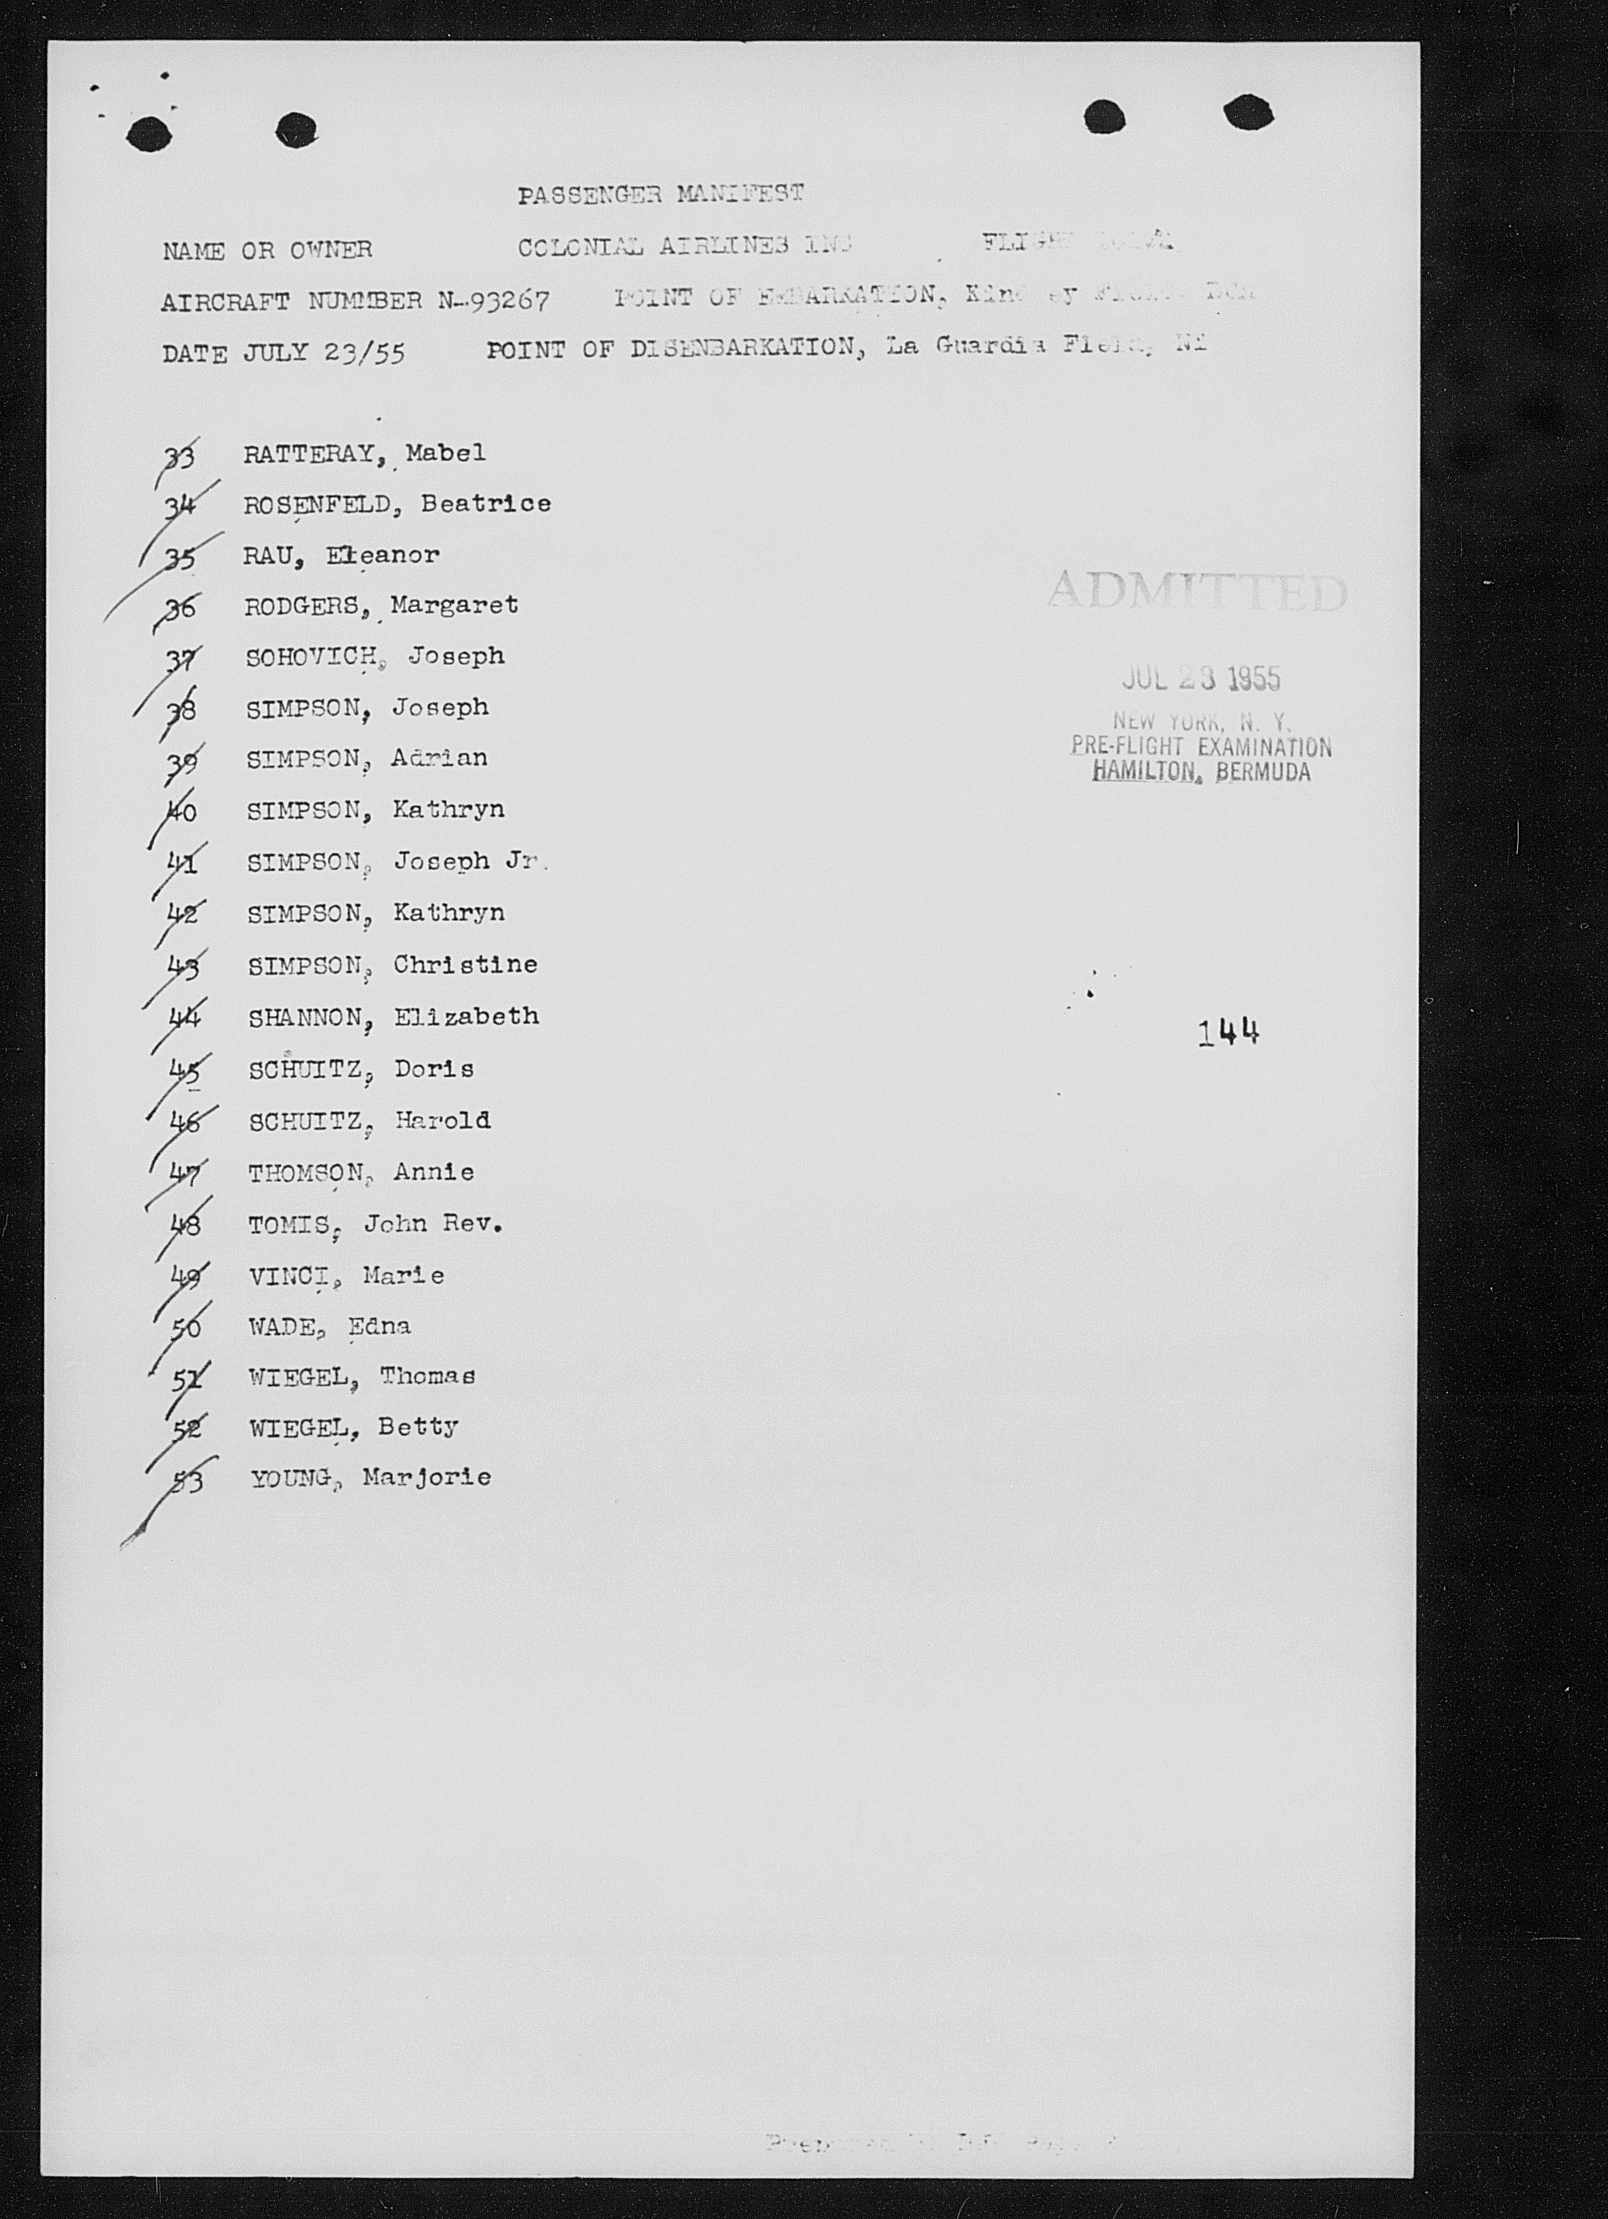 PASSENGER MANIFEST
NAME OR OWNER COLONIAL AIRLINES INC FLIGHT
AIRCRAFT NUMMBER N-93267 POINT OF EMBARKATION, Kindley
DATE JULY 23/55 POINT OF DISENBARKATION, La Guardia Field, NY
33 RATTERAY, Mabel
34 ROSENFELD, Beatrice
35 RAU, Eleanor
36 RODGERS, Margaret
37 SOHOVICH, Joseph
38 SIMPSON, Joseph
39 SIMPSON, Adrian
40 SIMPSON, Kathryn
41 SIMPSON, Joseph Jr.
42 SIMPSON, Kathryn
43 SIMPSON, Christine
44 SHANNON, Elizabeth
45 SCHUITZ, Doris
46 SCHUITZ, Harold
47 THOMSON, Annie
48 TOMIS, John Rev.
49 VINCI, Marie
50 WADE, Edna
51 WIEGEL, Thomas
52 WIEGEL, Betty
53 YOUNG, Marjorie
ADMITTED
JUL 23 1955
NEW YORK, N. Y.
PRE-FLIGHT EXAMINATION
HAMILTON, BERMUDA
144